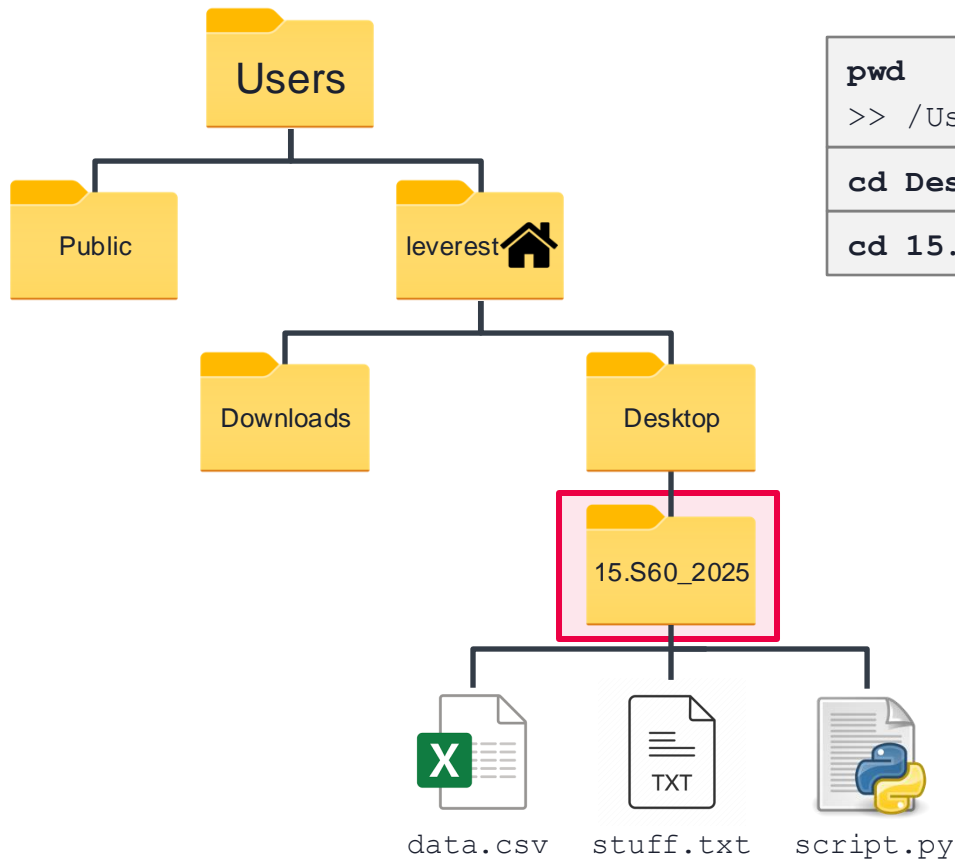 Users
pwd
>> /Us
cd Des
cd 15.
Public
leverest
Downloads
Desktop
15.S60_2025
X
TXT
data.csv
stuff.txt
script.py